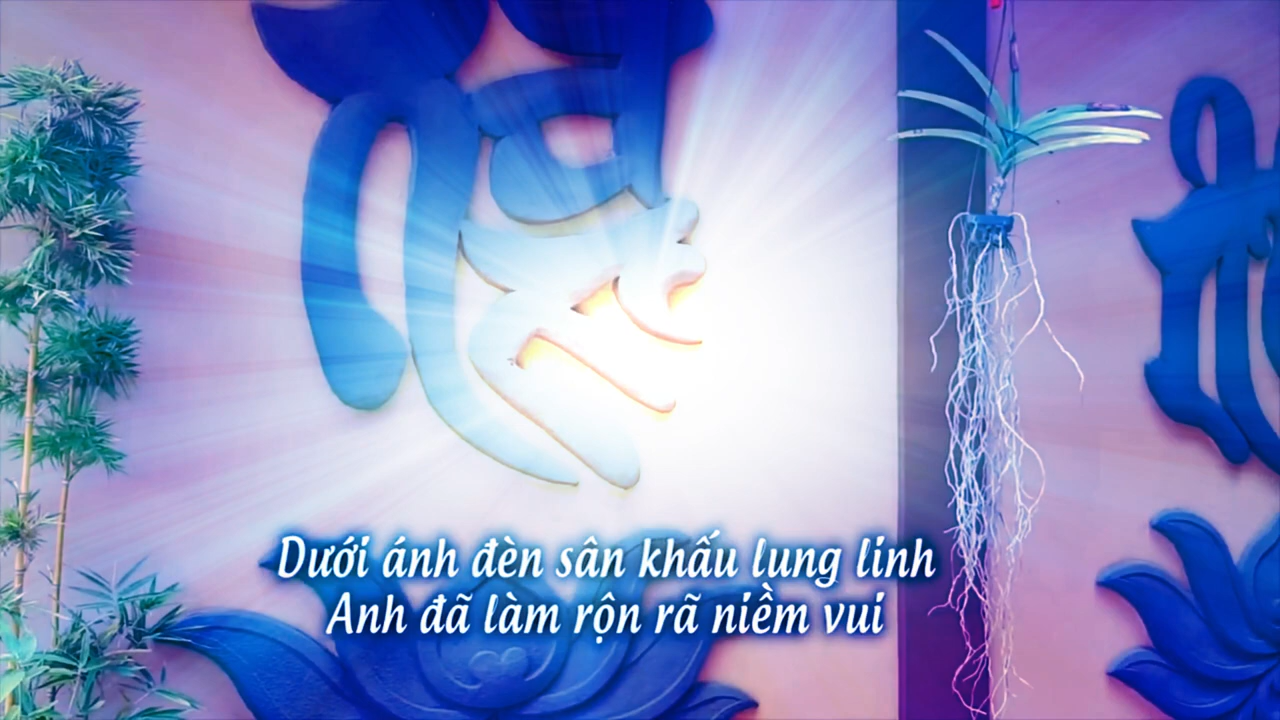 Dưới ánh đèn sân khấu lung linh
Anh đã làm rộn rã niềm vui